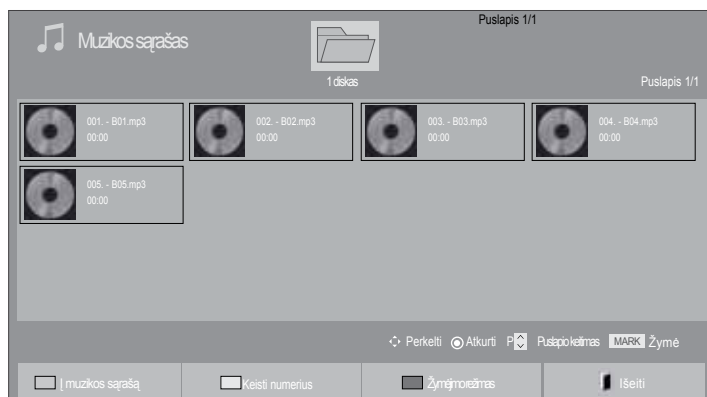 Puslapis 1/1
Muzikos sąrašas
1 diskas
Puslapis 1/1
001. - B01.mp3
00:00
002. - B02.mp3
00:00
003. - B03.mp3
00:00
004. - B04.mp3
00:00
005. - B05.mp3
00:00
Perkelti Atkurti P Puslapio keitimas MARK Žymė
Į muzikos sąrašą Keisti numerius Žymėjimo režimas Išeiti